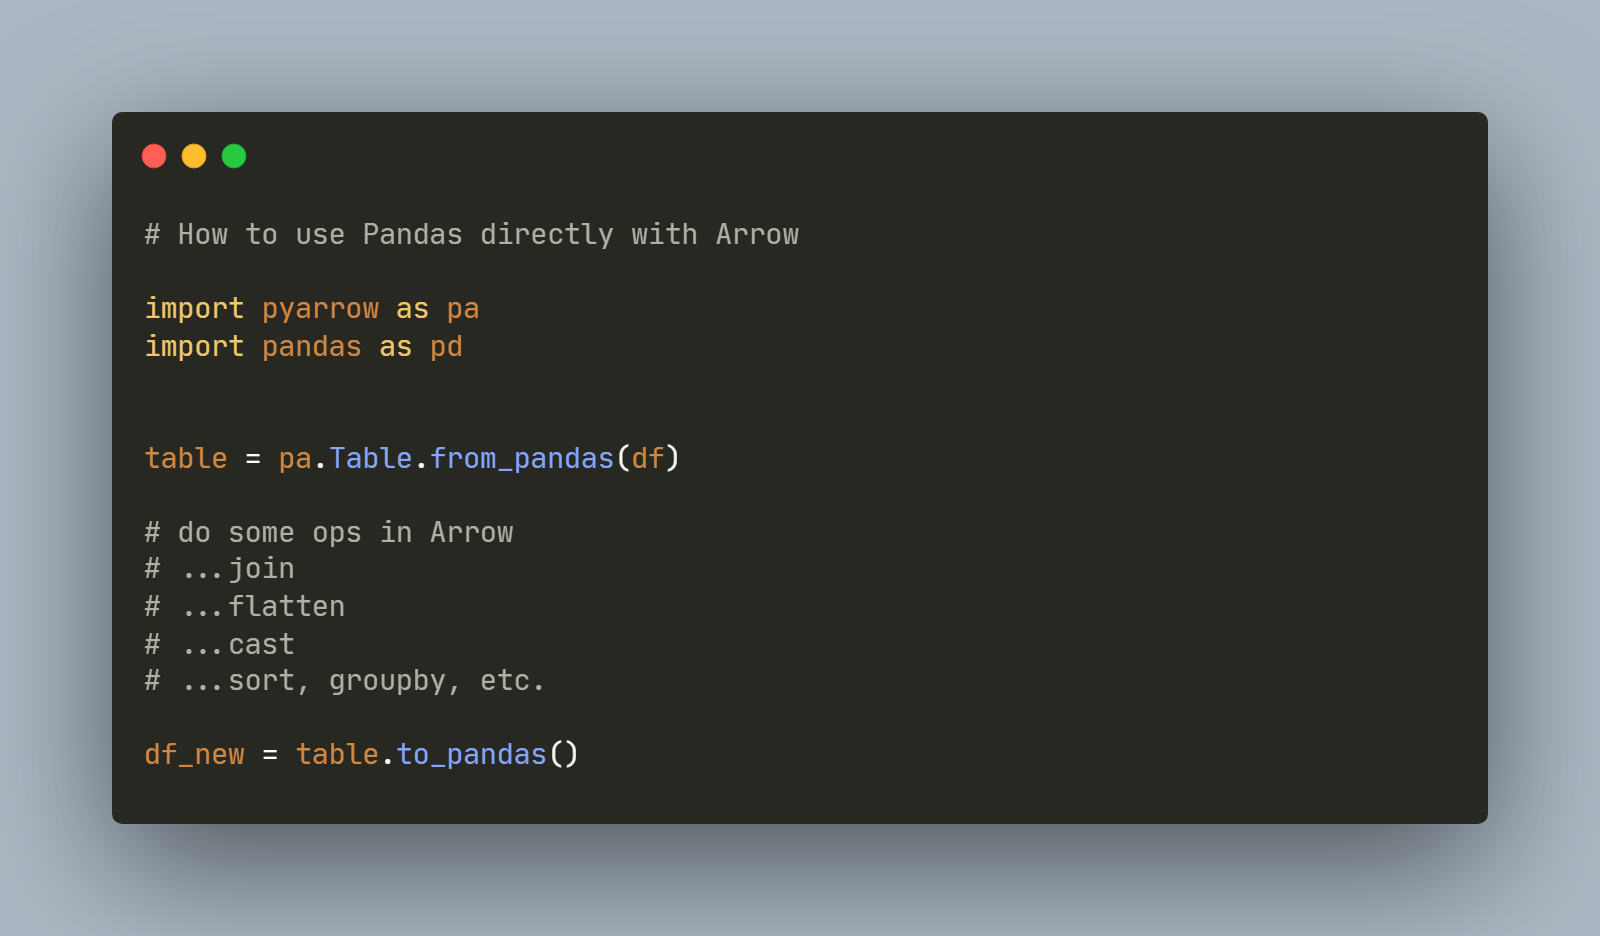 # How to use Pandas directly with Arrow
import pyarrow as pa
import pandas as pd
table = pa.Table.from_pandas(df)
# do some ops in Arrow
# ...join
# ...flatten
# ...cast
# ...sort, groupby, etc.
df_new = table.to_pandas()